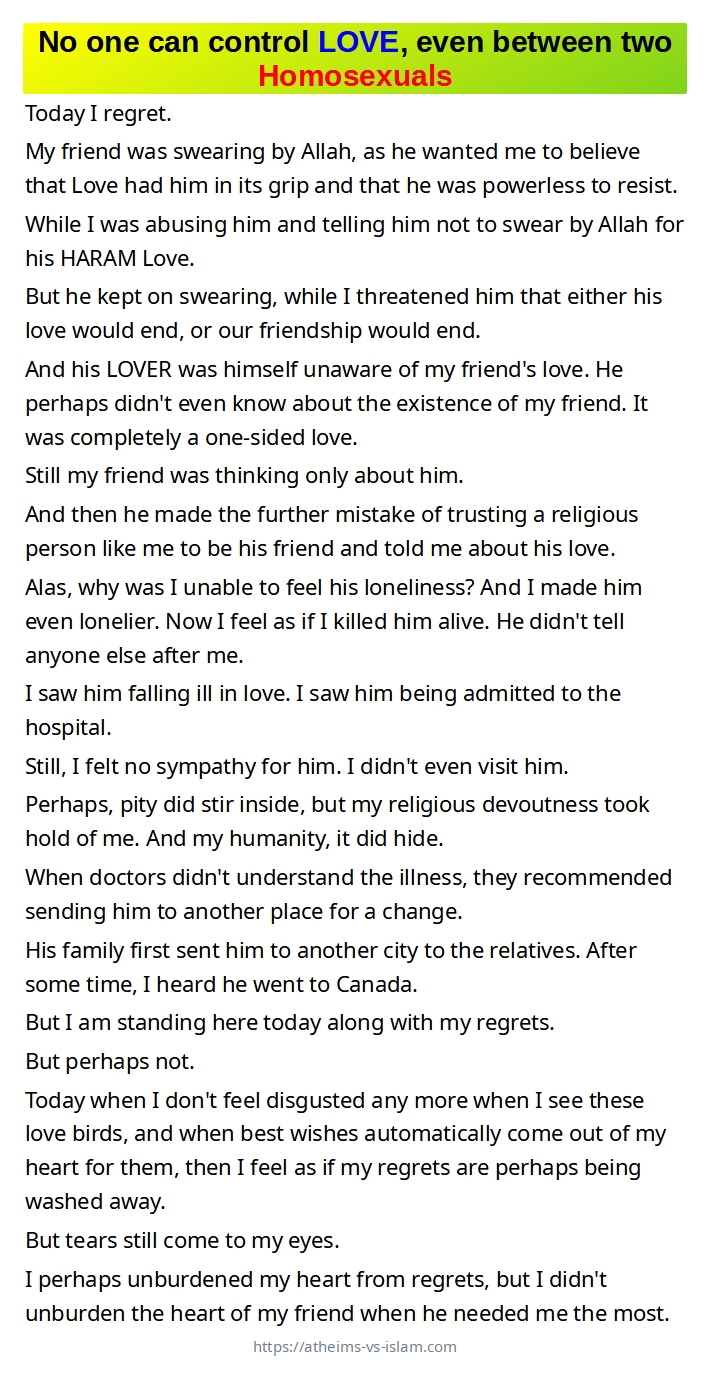 No one can control LOVE, even between two
Homosexuals
Today I regret.
My friend was swearing by Allah, as he wanted me to believe
that Love had him in its grip and that he was powerless to resist.
While I was abusing him and telling him not to swear by Allah for
his HARAM Love.
But he kept on swearing, while I threatened him that either his
love would end, or our friendship would end.
And his LOVER was himself unaware of my friend's love. He
perhaps didn't even know about the existence of my friend. It
was completely a one-sided love.
Still my friend was thinking only about him.
And then he made the further mistake of trusting a religious
person like me to be his friend and told me about his love.
Alas, why was I unable to feel his loneliness? And I made him
even lonelier. Now I feel as if I killed him alive. He didn't tell
anyone else after me.
I saw him falling ill in love. I saw him being admitted to the
hospital.
Still, I felt no sympathy for him. I didn't even visit him.
Perhaps, pity did stir inside, but my religious devoutness took
hold of me. And my humanity, it did hide.
When doctors didn't understand the illness, they recommended
sending him to another place for a change.
His family first sent him to another city to the relatives. After
some time, I heard he went to Canada.
But I am standing here today along with my regrets.
But perhaps not.
Today when I don't feel disgusted any more when I see these
love birds, and when best wishes automatically come out of my
heart for them, then I feel as if my regrets are perhaps being
washed away.
But tears still come to my eyes.
I perhaps unburdened my heart from regrets, but I didn't
unburden the heart of my friend when he needed me the most.
https://atheims-vs-islam.com